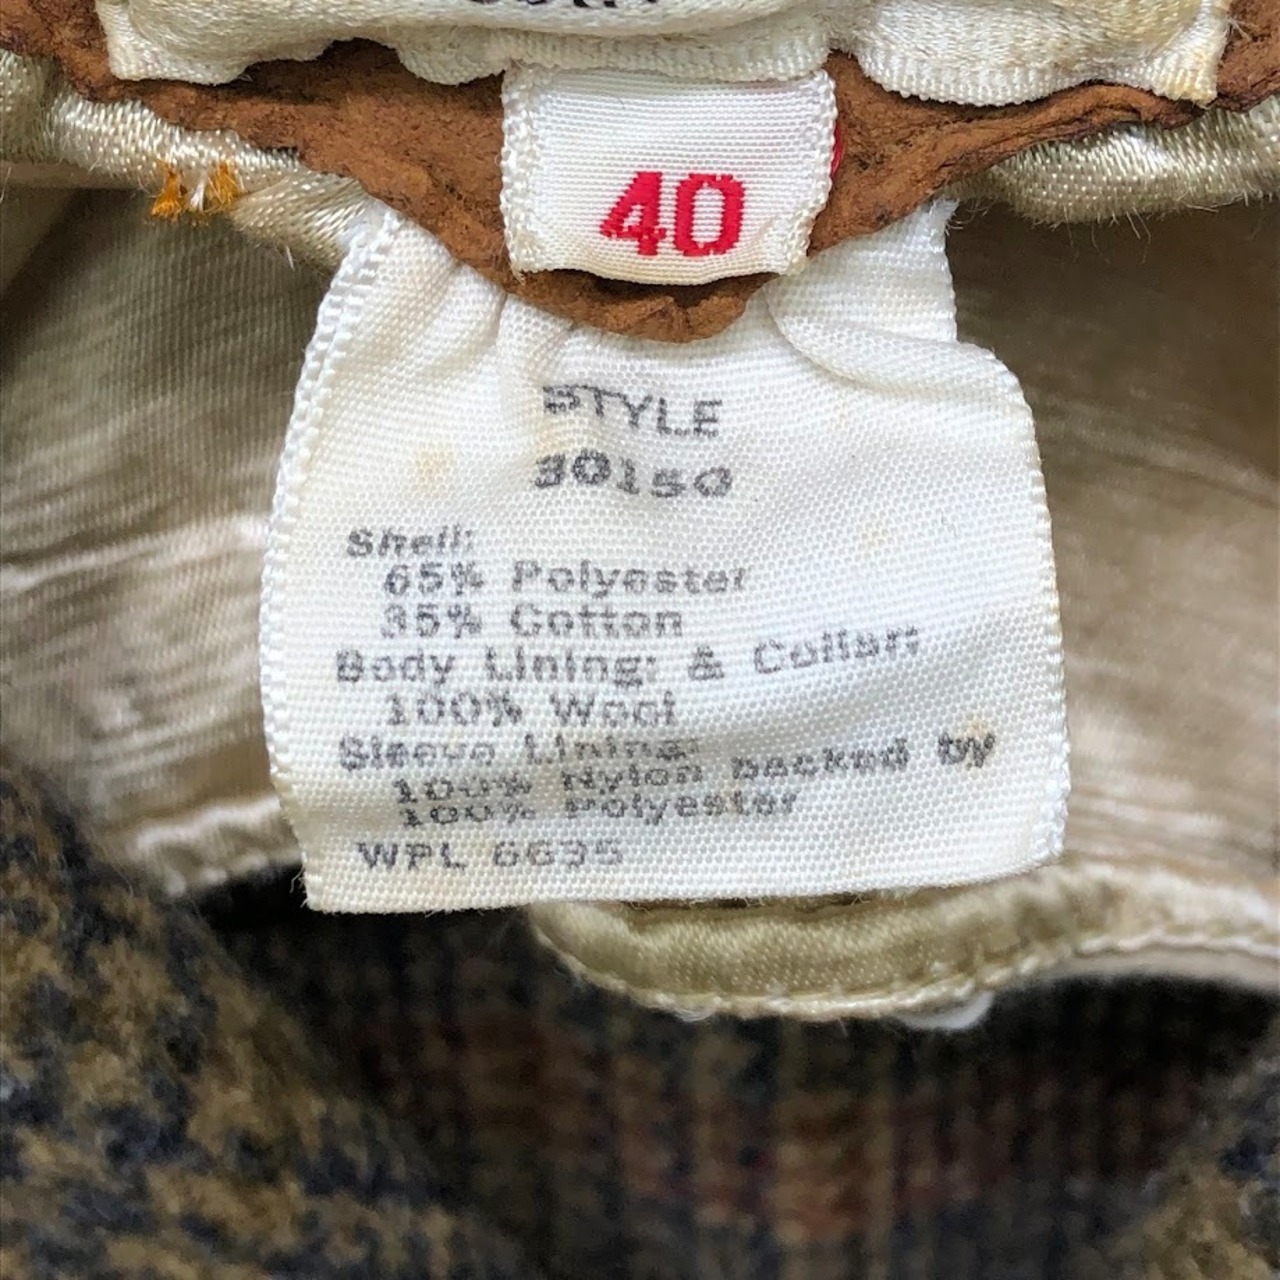 40
STYLE
30150
Shell:
65% Polyester
35% Cotton
Body Lining: & Collar:
100% Wool
Sleeve Lining:
100% Nylon backed by
100% Polyester
WPL 6635